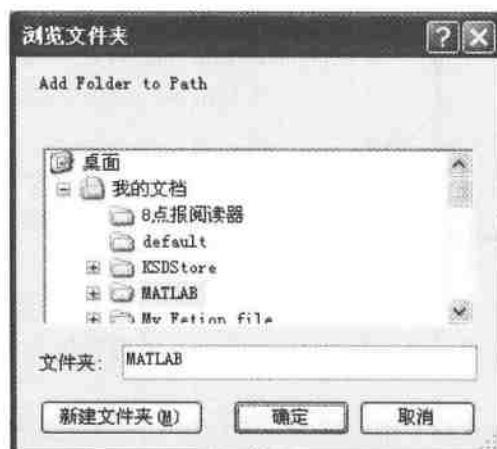 浏览文件夹
Add Folder to Path
桌面
我的文档
8点报阅读器
default
KSDStore
MATLAB
My Fetion file
文件夹: MATLAB
新建文件夹(M) 确定 取消